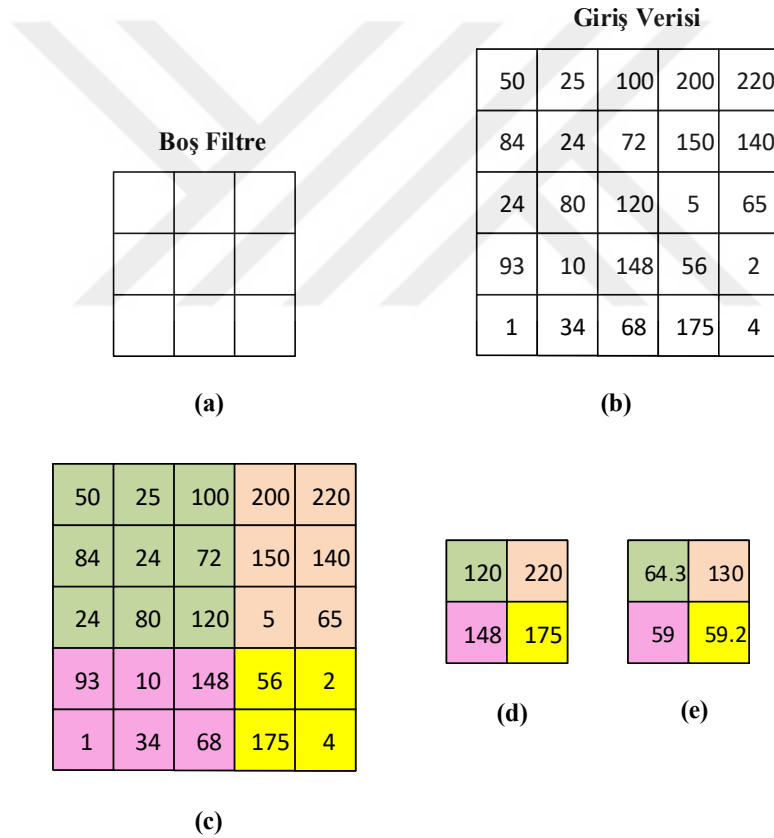 Giriş Verisi
50 25 100 200 220
84 24 72 150 140
24 80 120 5 65
93 10 148 56 2
1 34 68 175 4
Boş Filtre
(a)
(b)
50 25 100 200 220
84 24 72 150 140
24 80 120 5 65
93 10 148 56 2
1 34 68 175 4
(c)
120 220
148 175
(d)
64.3 130
59 59.2
(e)